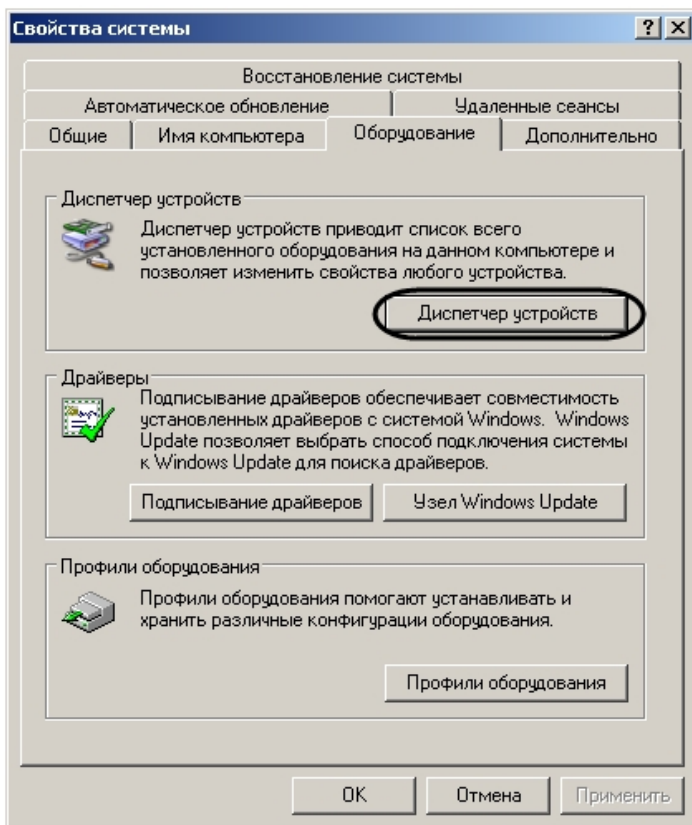 Свойства системы
Восстановление системы
Автоматическое обновление
Удаленные сеансы
Общие
Имя компьютера
Оборудование
Дополнительно
Диспетчер устройств
Диспетчер устройств приводит список всего
установленного оборудования на данном компьютере и
позволяет изменить свойства любого устройства.
Диспетчер устройств
Драйверы
Подписывание драйверов обеспечивает совместимость
установленных драйверов с системой Windows. Windows
Update позволяет выбрать способ подключения системы
к Windows Update для поиска драйверов.
Подписывание драйверов
Узел Windows Update
Профили оборудования
Профили оборудования помогают устанавливать и
хранить различные конфигурации оборудования.
Профили оборудования
OK
Отмена
Применить